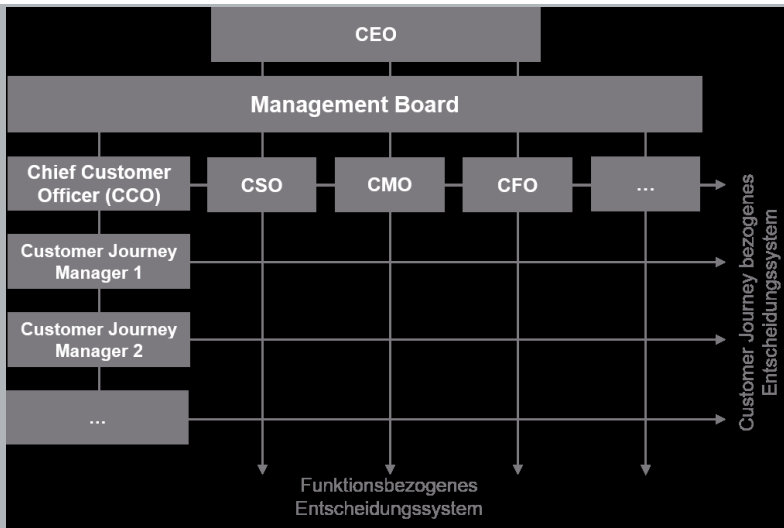 CEO
Management Board
Chief Customer
Officer (CCO)
CSO
CMO
CFO
...
Customer Journey
Manager 1
Customer Journey
Manager 2
...
Customer Journey bezogenes
Entscheidungssystem
Funktionsbezogenes
Entscheidungssystem